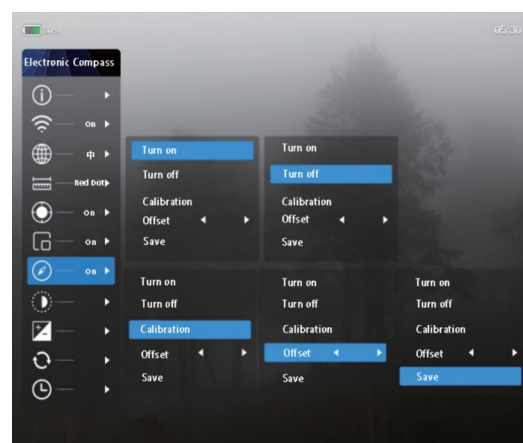 05:30
Electronic Compass
On
中
Red Dot
On
On
On
Turn on
Turn off
Calibration
Offset
Save
Turn on
Turn off
Calibration
Offset
Save
Turn on
Turn off
Calibration
Offset
Save
Turn on
Turn off
Calibration
Offset
Save
Turn on
Turn off
Calibration
Offset
Save